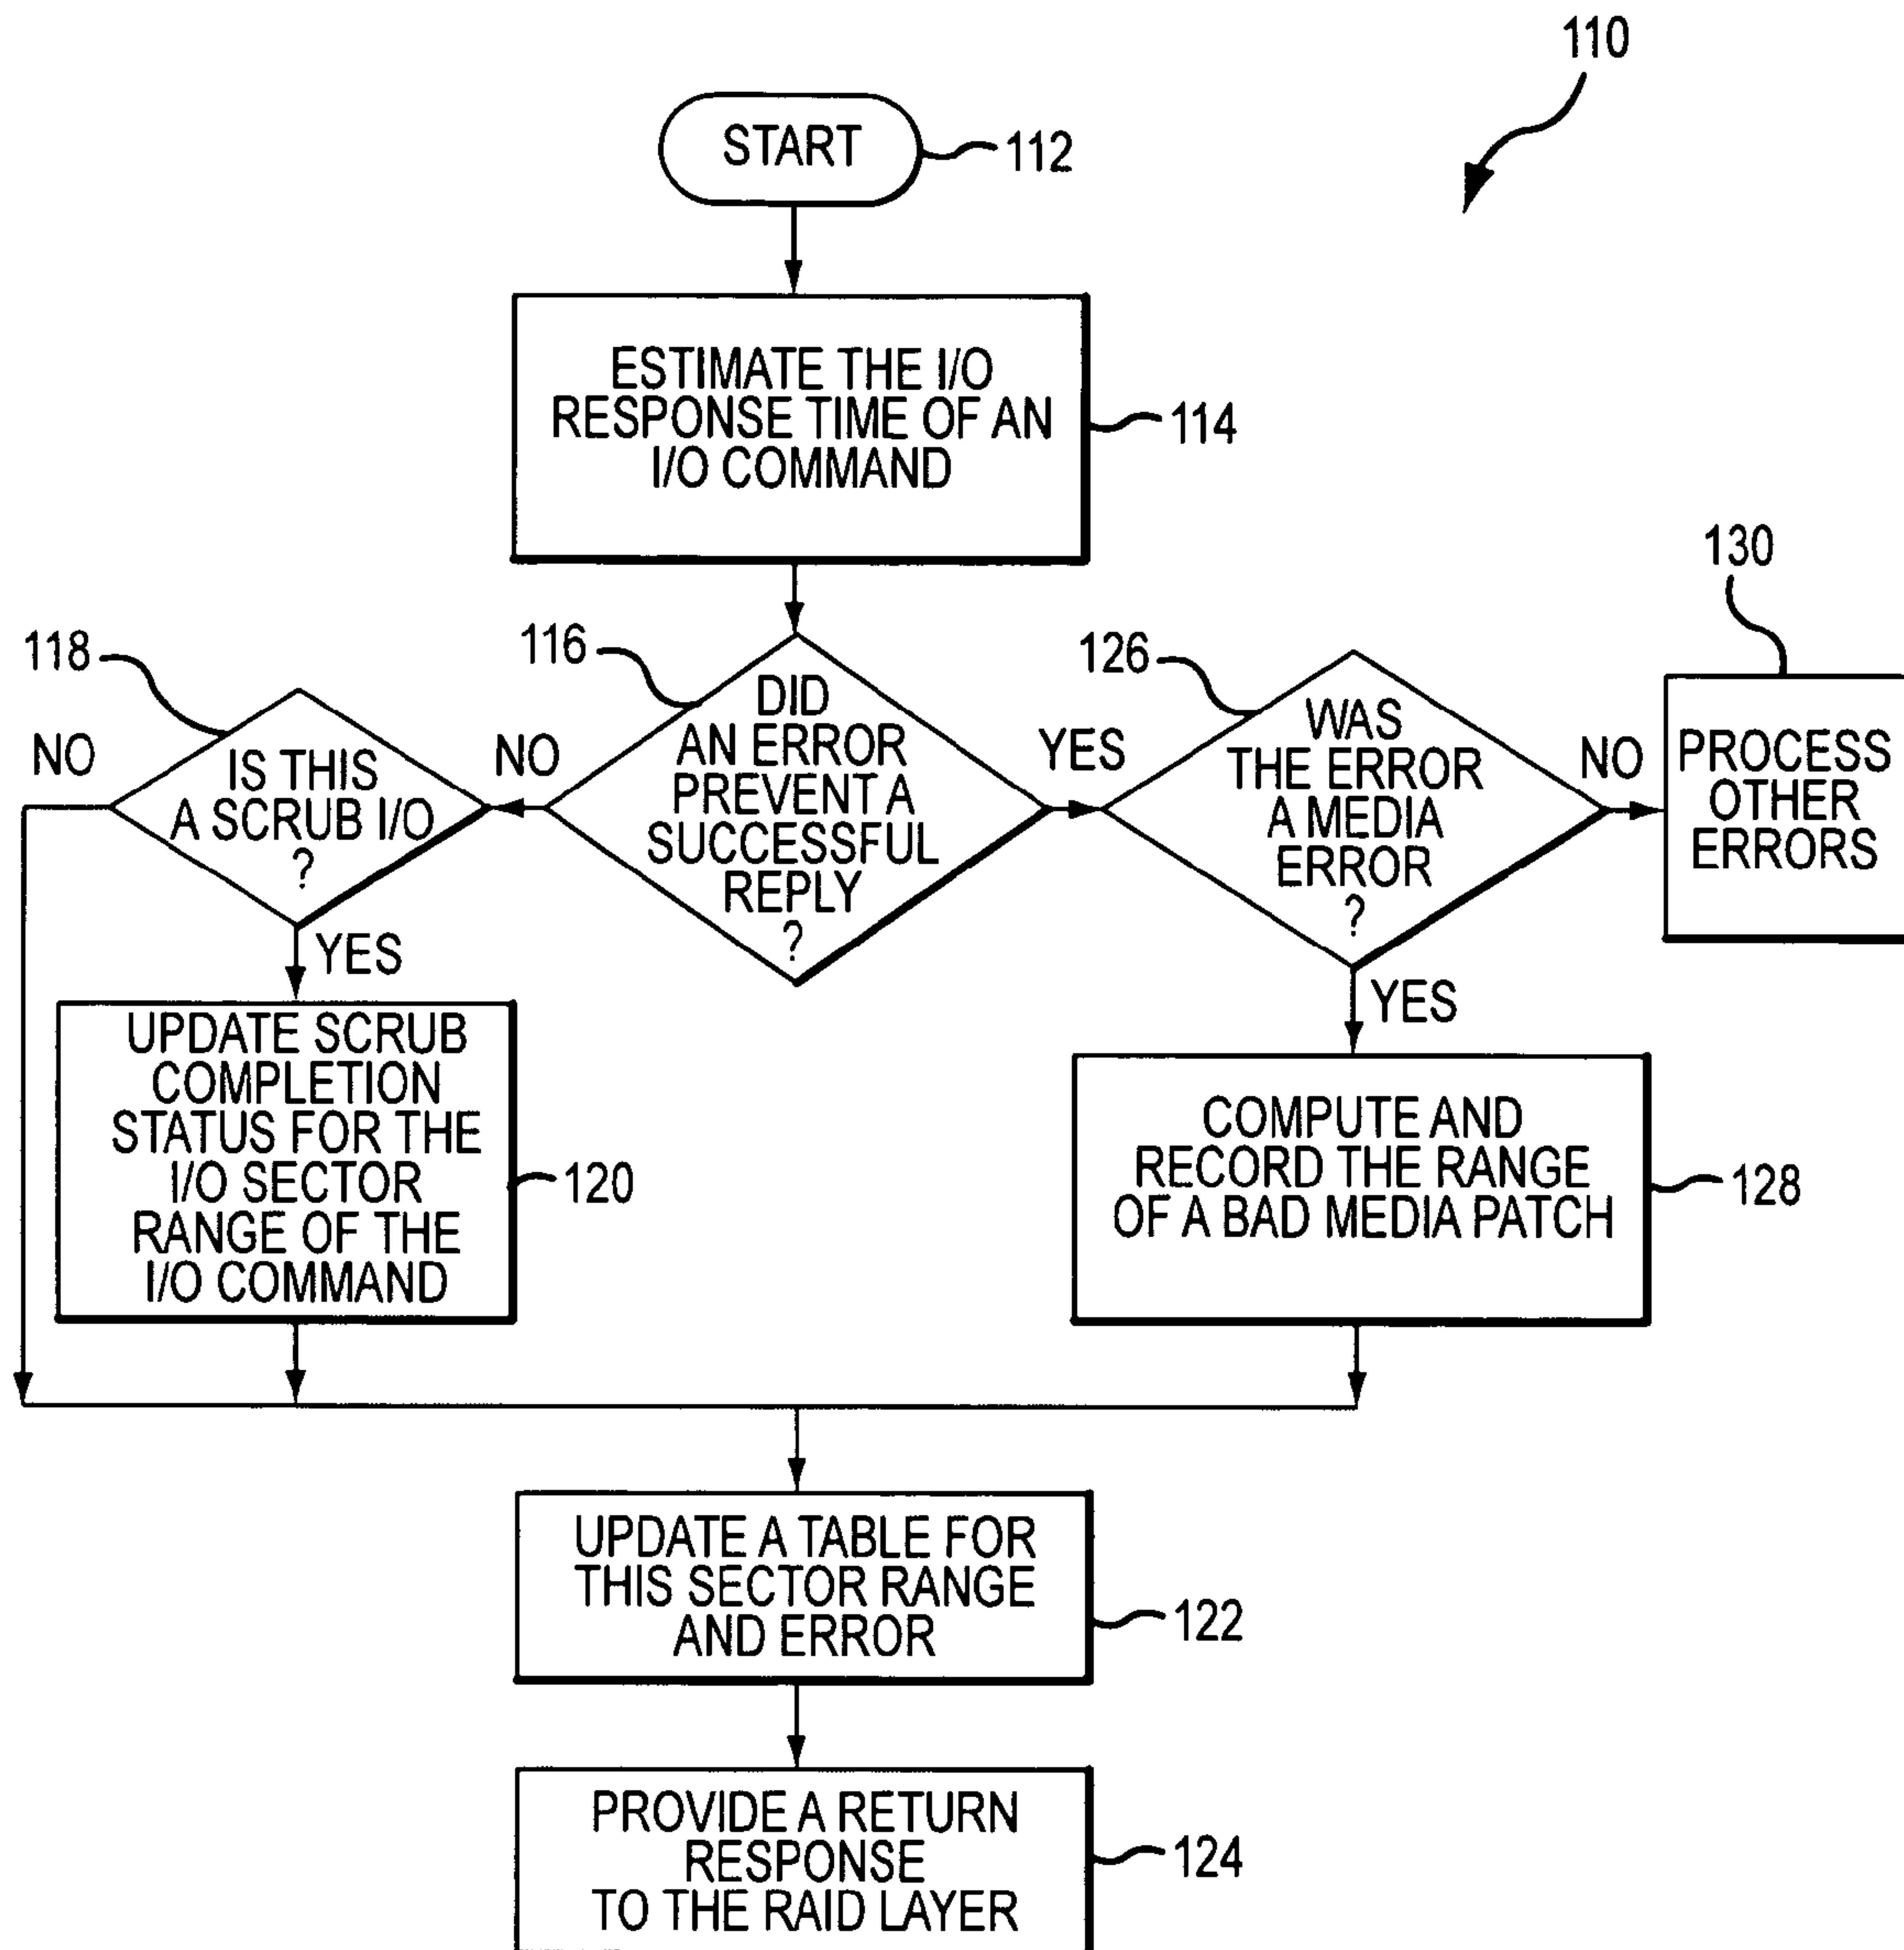 110
START
112
ESTIMATE THE I/O
RESPONSE TIME OF AN
I/O COMMAND
114
130
118
116
126
NO
IS THIS
A SCRUB I/O
?
NO
DID
AN ERROR
PREVENT A
SUCCESSFUL
REPLY
?
YES
WAS
THE ERROR
A MEDIA
ERROR
?
NO
PROCESS
OTHER
ERRORS
YES
YES
UPDATE SCRUB
COMPLETION
STATUS FOR THE
I/O SECTOR
RANGE OF THE
I/O COMMAND
120
COMPUTE AND
RECORD THE RANGE
OF A BAD MEDIA PATCH
128
UPDATE A TABLE FOR
THIS SECTOR RANGE
AND ERROR
122
PROVIDE A RETURN
RESPONSE
TO THE RAID LAYER
124